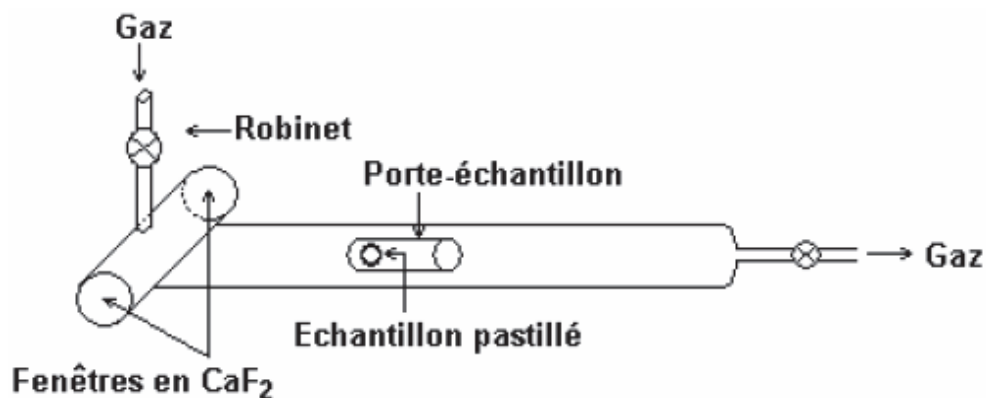 Gaz
Robinet
Porte-échantillon
Gaz
Echantillon pastillé
Fenêtres en CaF₂